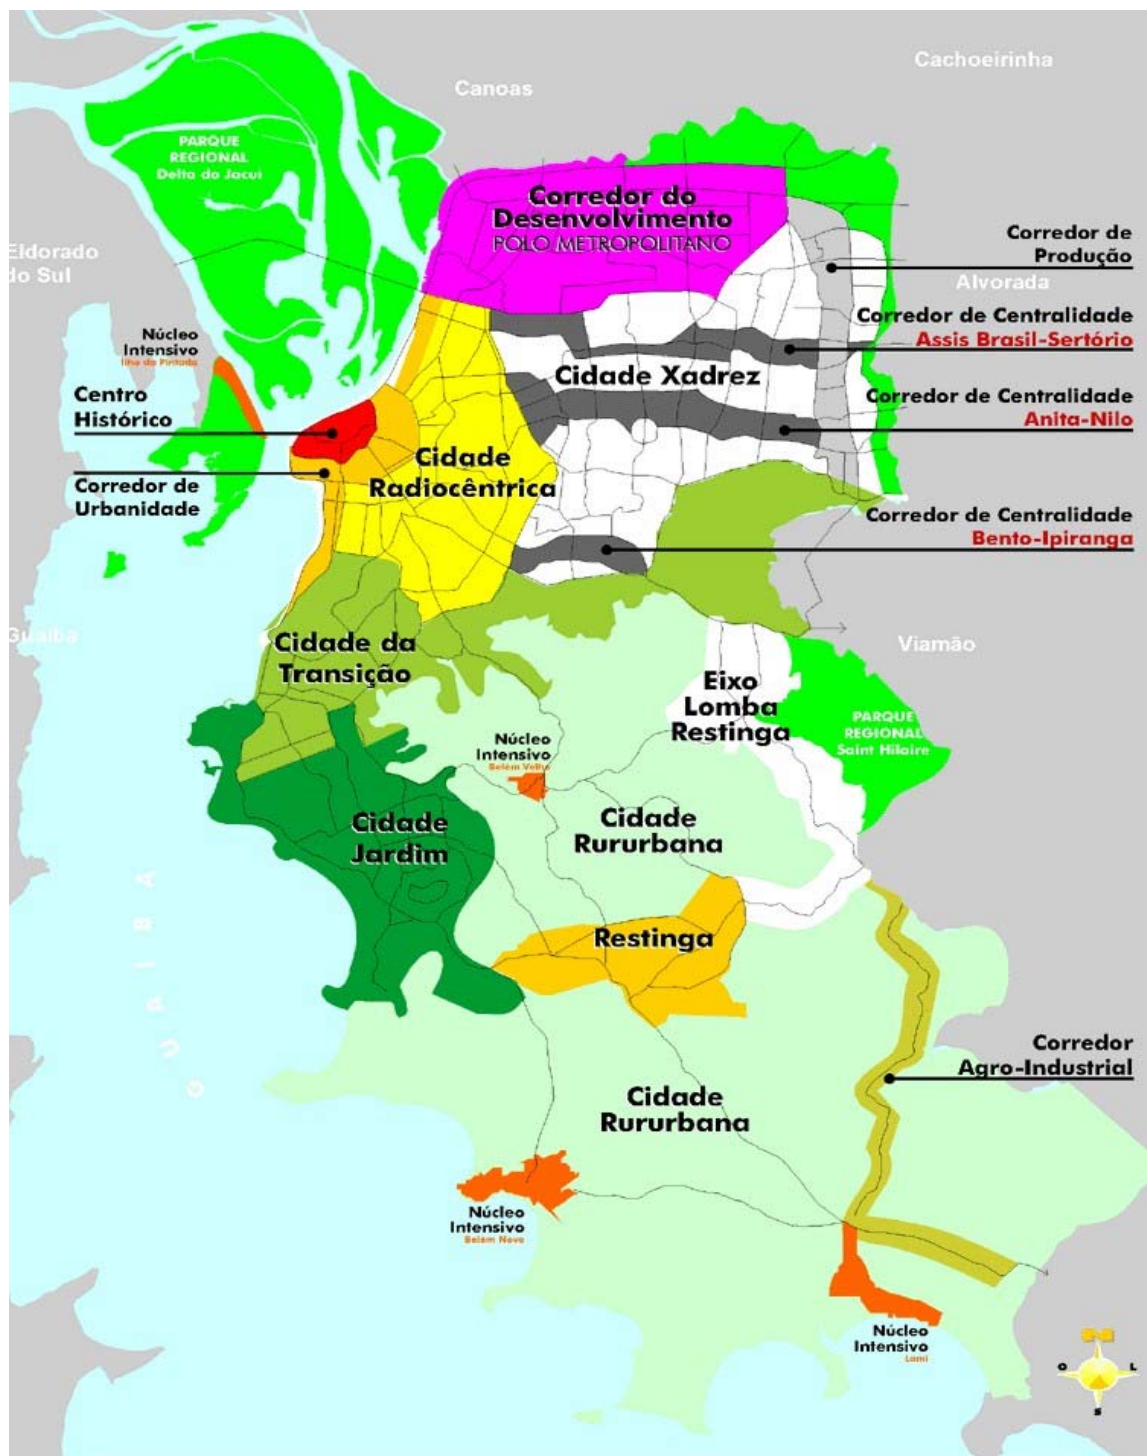 Cachoeirinha
Canoas
PARQUE
REGIONAL
Delta do Jacuí
Corredor do
Desenvolvimento
POLO METROPOLITANO
Eldorado
do Sul
Corredor de
Produção
Alvorada
Núcleo
Intensivo
Ilha da Pintada
Corredor de Centralidade
Assis Brasil-Sertório
Cidade Xadrez
Centro
Histórico
Corredor de Centralidade
Anita-Nilo
Cidade
Radiocêntrica
Corredor de
Urbanidade
Corredor de Centralidade
Bento-Ipiranga
Guaíba
Viamão
Cidade da
Transição
Eixo
Lomba
Restinga
PARQUE
REGIONAL
Saint Hilaire
Núcleo
Intensivo
Belém Velho
Cidade
Jardim
Cidade
Rururbana
GUAIBA
Restinga
Corredor
Agro-Industrial
Cidade
Rururbana
Núcleo
Intensivo
Belém Novo
Núcleo
Intensivo
Lami
N
O L
S